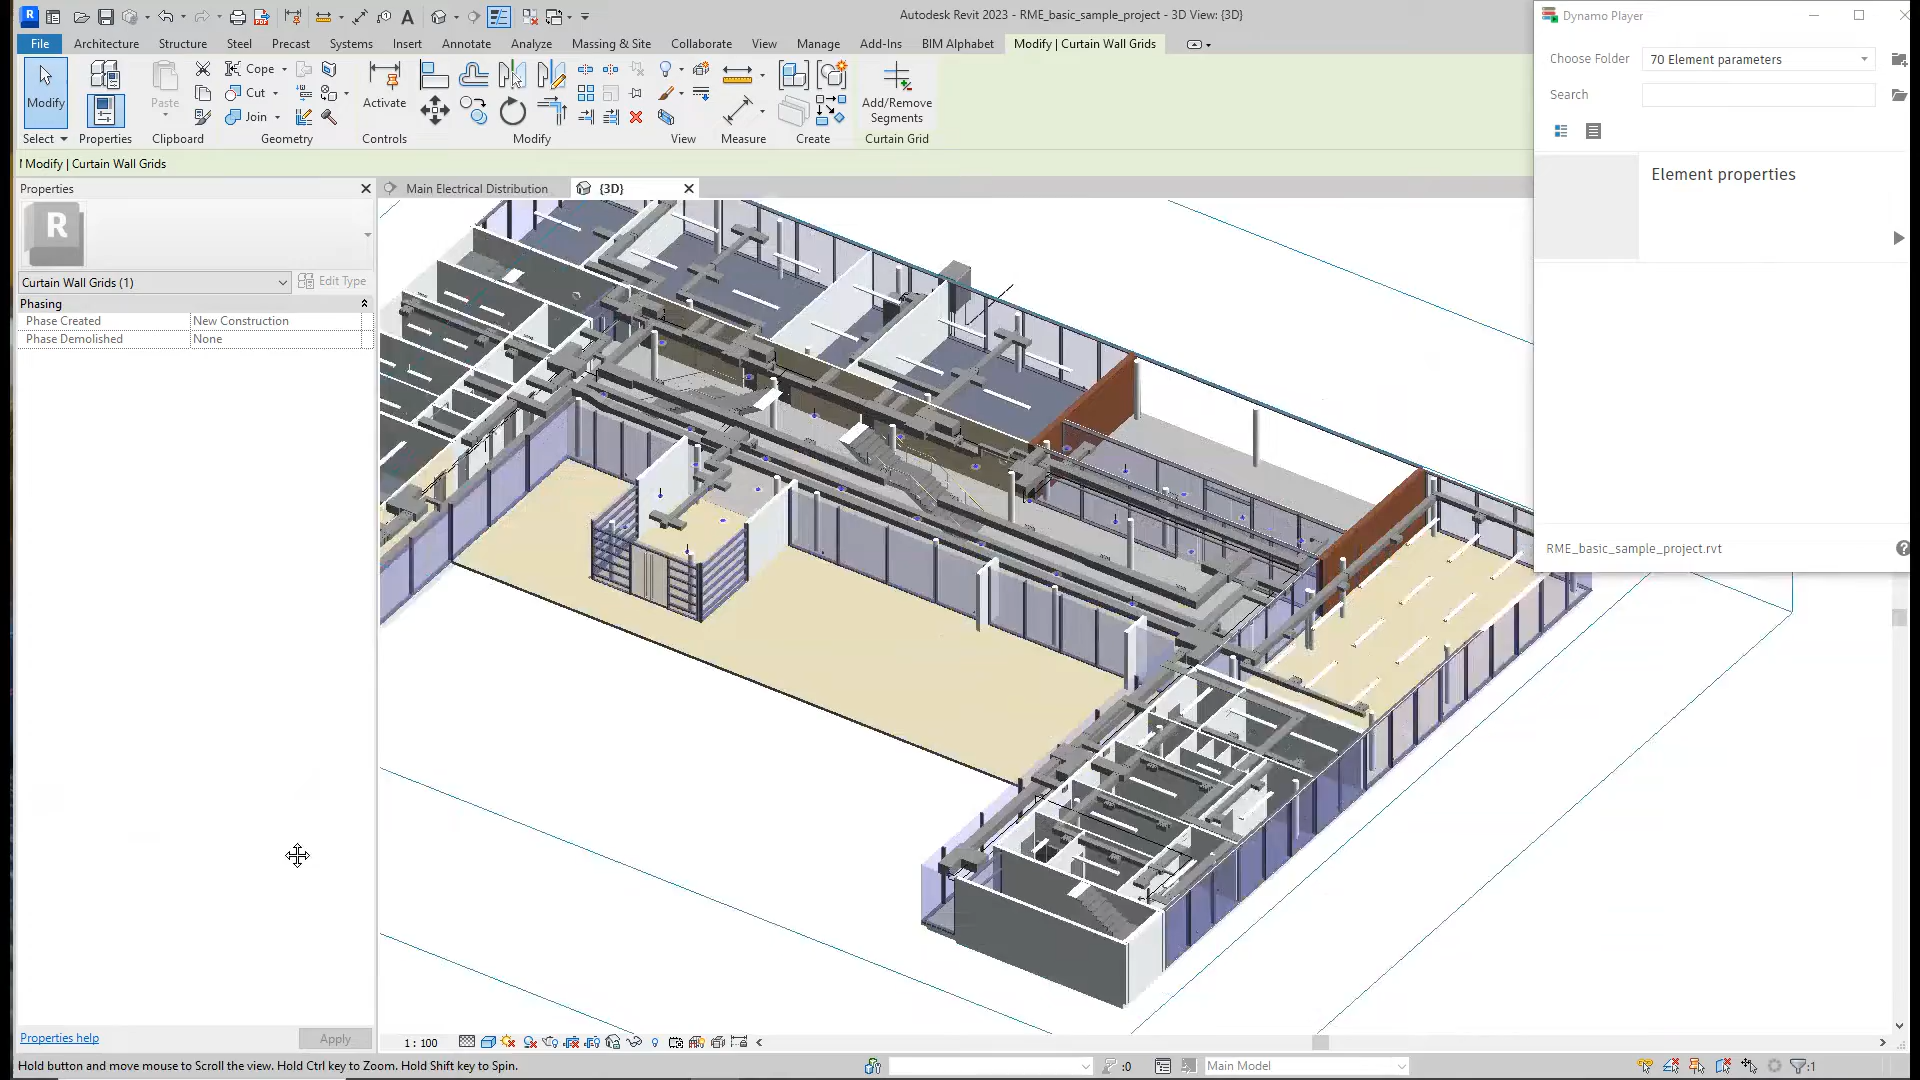 Autodesk Revit 2023 - RME_basic_sample_project - 3D View: {3D}
File Architecture Structure Steel Precast Systems Insert Annotate Analyze Massing & Site Collaborate View Manage Add-Ins BIM Alphabet Modify | Curtain Wall Grids
Modify
Paste
Cope
Cut
Join
Activate
Add/Remove
Segments
Select Properties Clipboard Geometry Controls Modify View Measure Create Curtain Grid
Modify | Curtain Wall Grids
Properties
Main Electrical Distribution
{3D}
R
Curtain Wall Grids (1)
Edit Type
Phasing
Phase Created New Construction
Phase Demolished None
Properties help
Apply
1 : 100
Hold button and move mouse to Scroll the view. Hold Ctrl key to Zoom. Hold Shift key to Spin.
:0
Main Model
:1
Dynamo Player
Choose Folder 70 Element parameters
Search
Element properties
RME_basic_sample_project.rvt